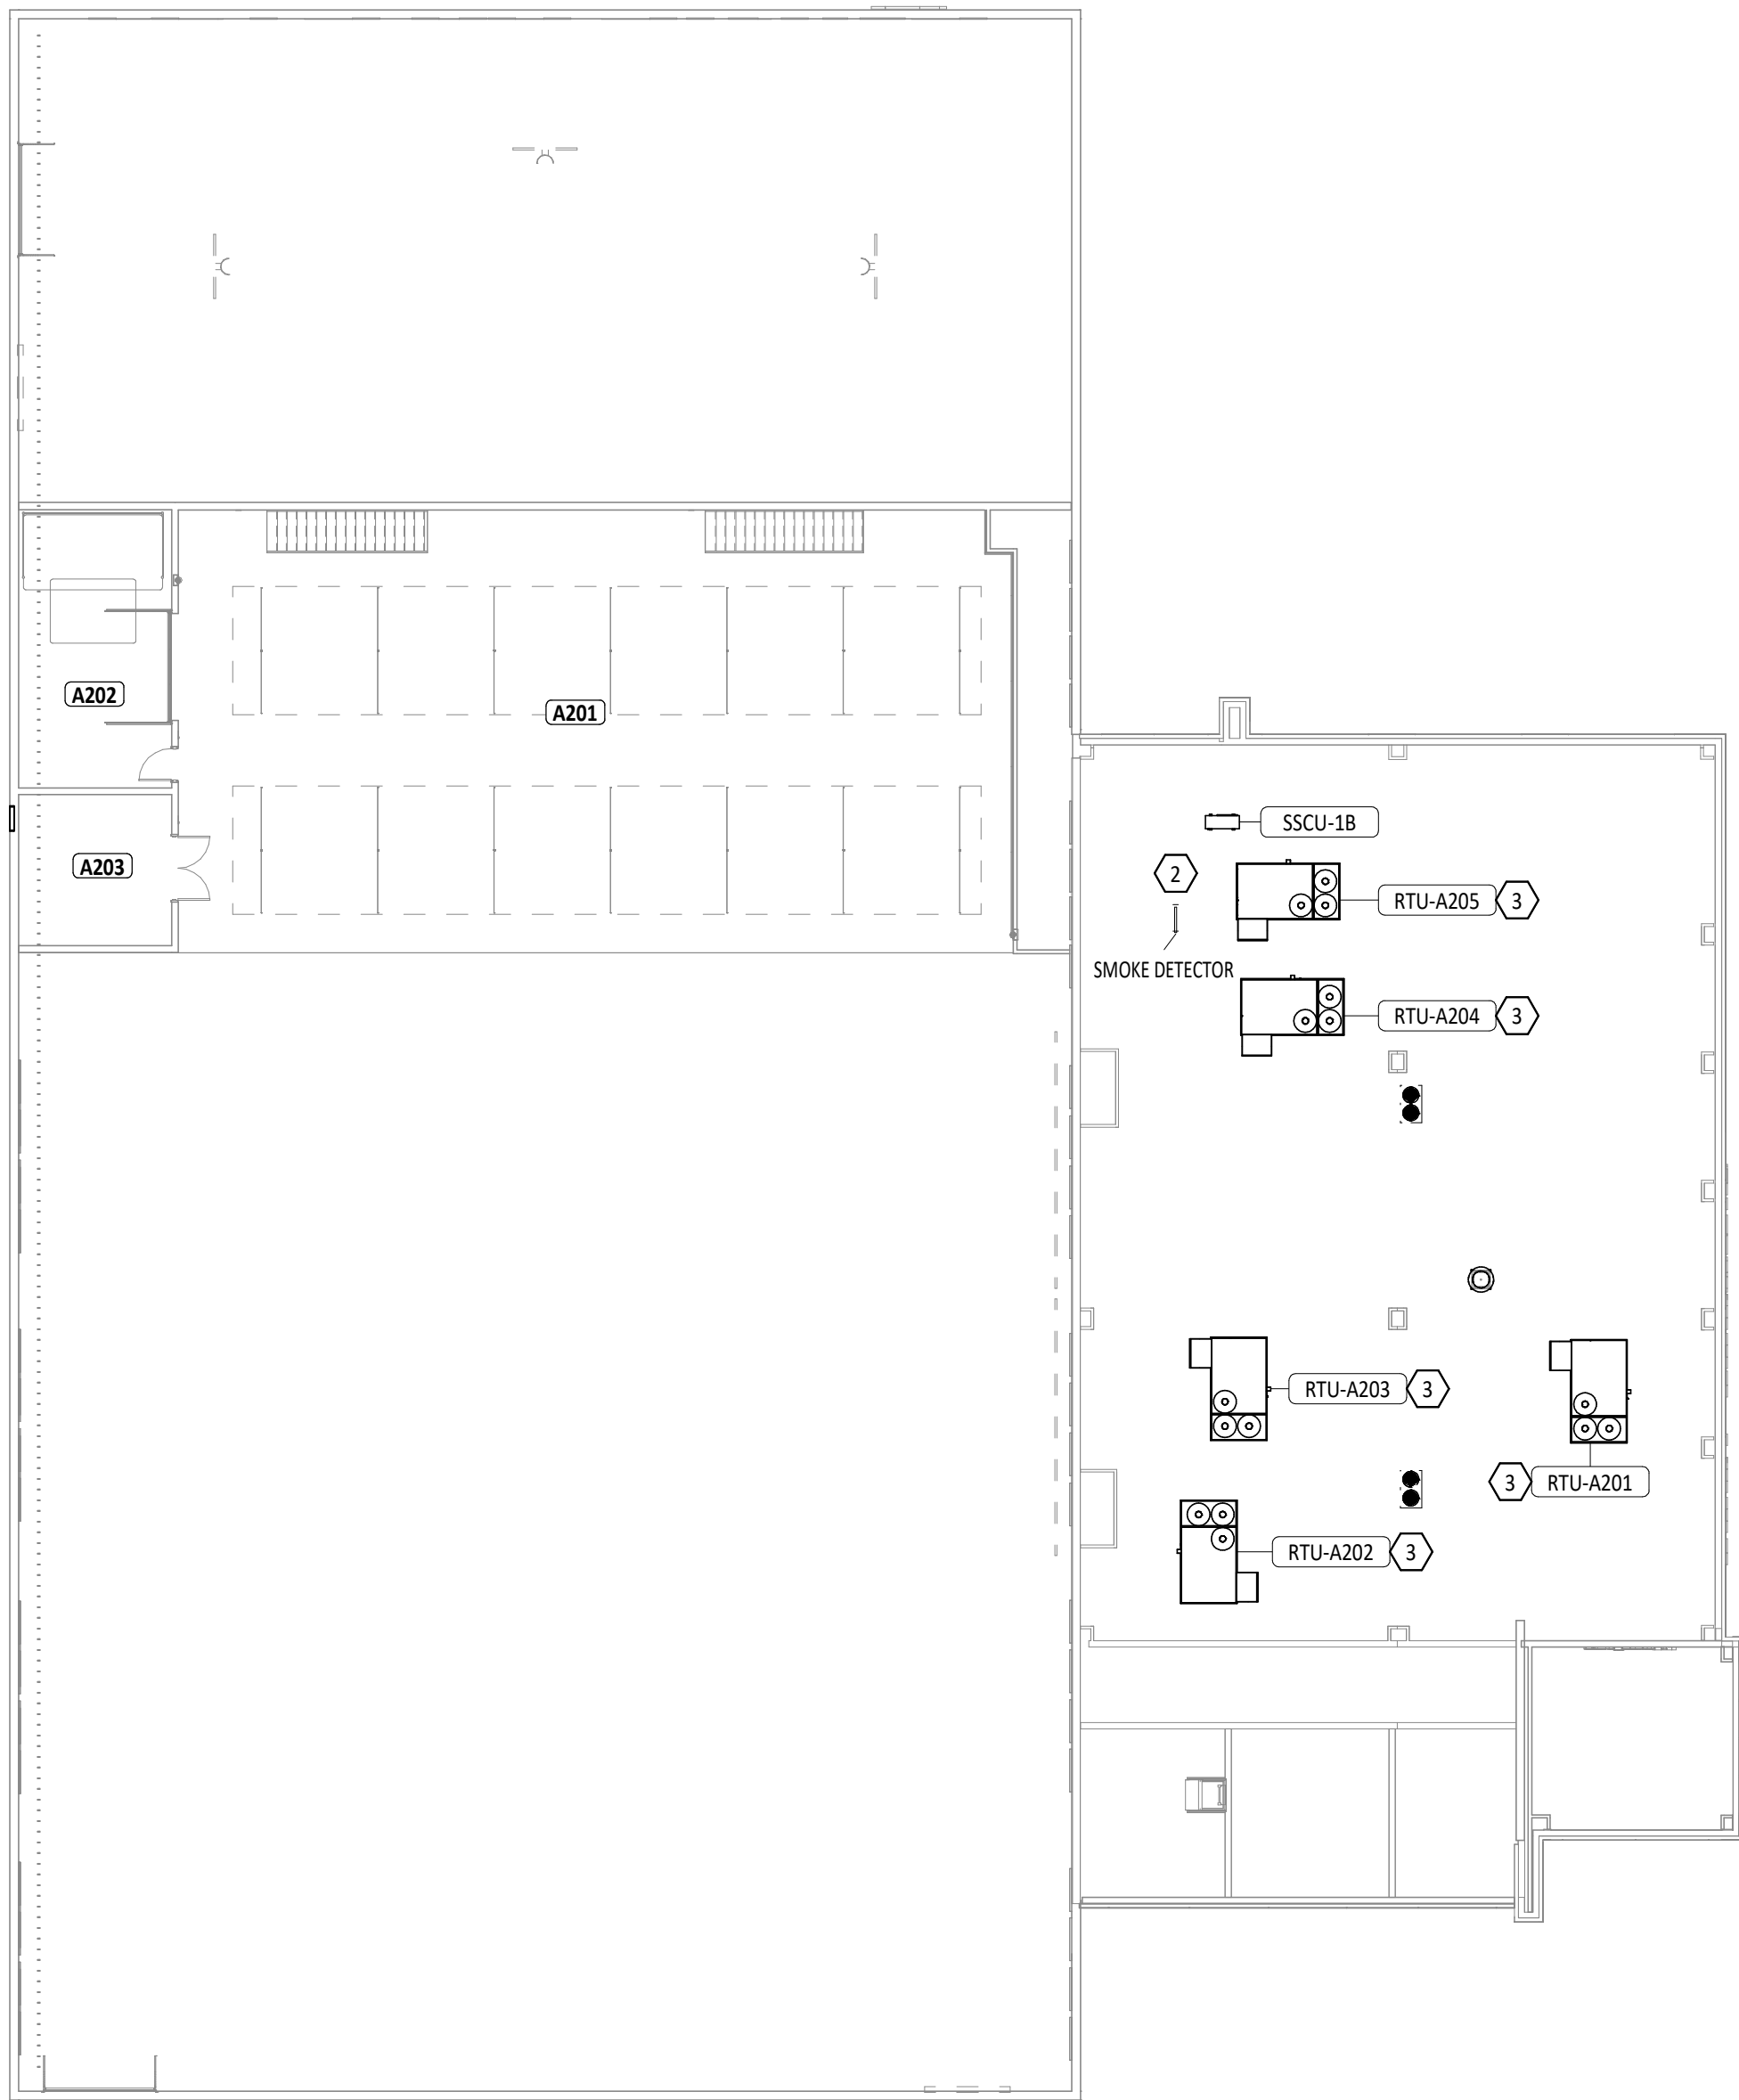 A202
A201
A203
SSCU-1B
2
RTU-A205
3
SMOKE DETECTOR
RTU-A204
3
RTU-A203
3
3
RTU-A201
RTU-A202
3